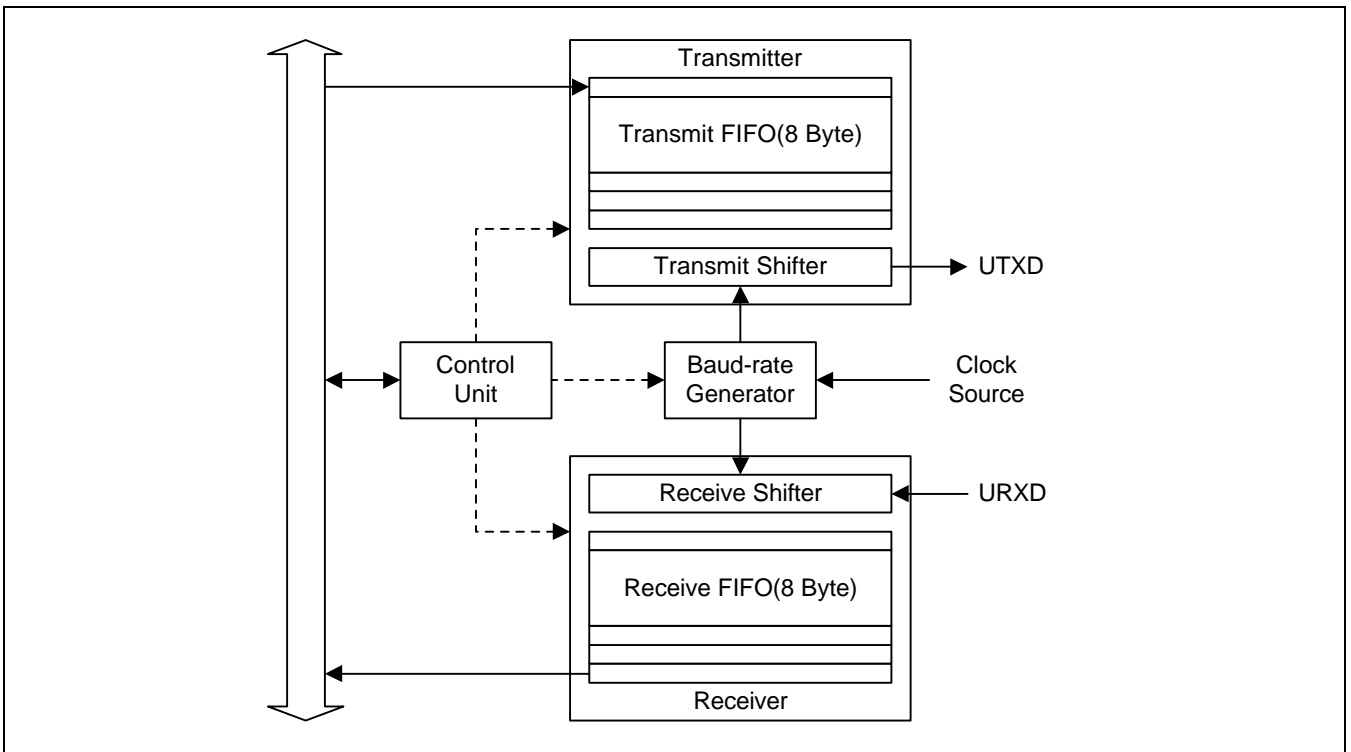 Transmitter
Transmit FIFO(8 Byte)
Transmit Shifter
UTXD
Control
Unit
Baud-rate
Generator
Clock
Source
Receive Shifter
URXD
Receive FIFO(8 Byte)
Receiver